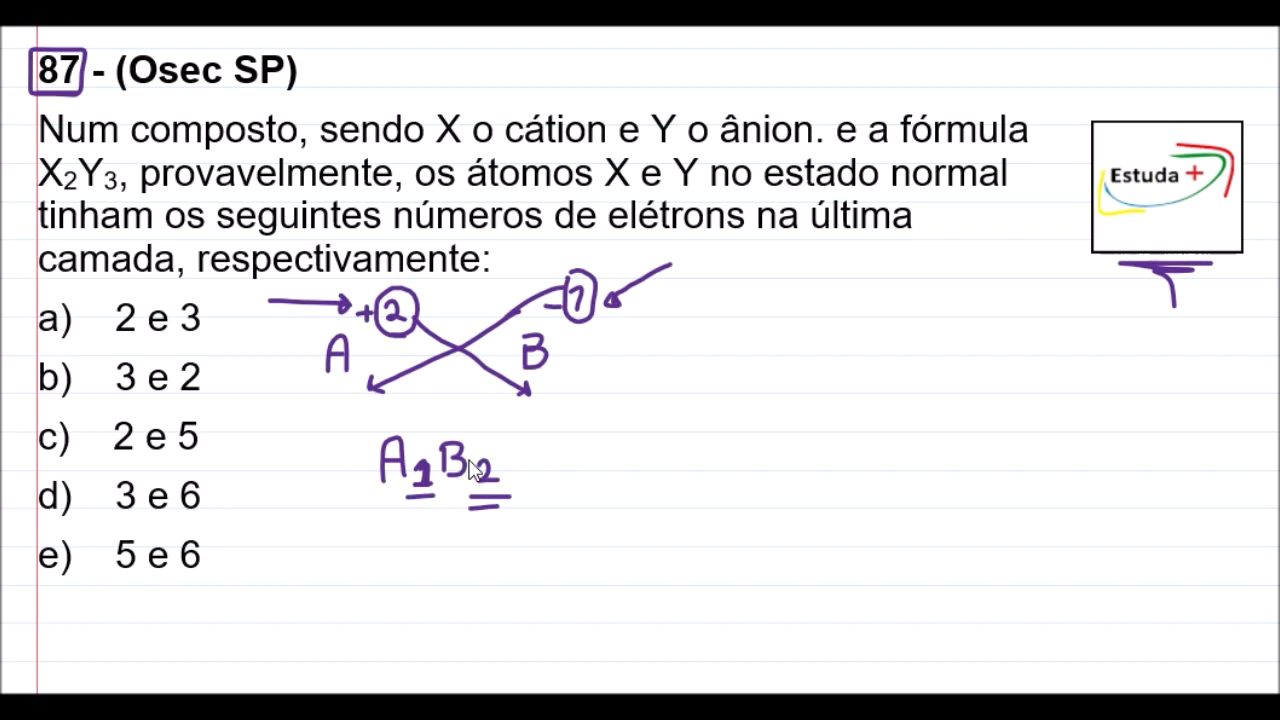 87 - (Osec SP)
Num composto, sendo X o cátion e Y o ânion. e a fórmula
X₂Y₃, provavelmente, os átomos X e Y no estado normal
tinham os seguintes números de elétrons na última
camada, respectivamente:
Estuda +
a) 2 e 3
b) 3 e 2
c) 2 e 5
d) 3 e 6
e) 5 e 6
+2 -1
A B
A₁B₂